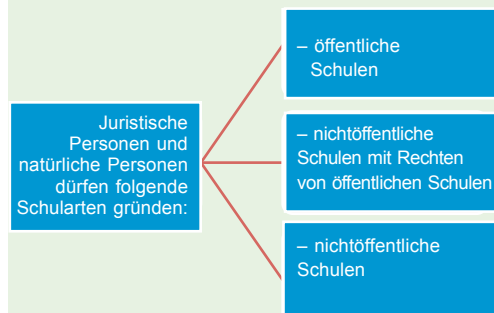 Juristische
Personen und
natürliche Personen
dürfen folgende
Schularten gründen:
– öffentliche
Schulen
– nichtöffentliche
Schulen mit Rechten
von öffentlichen Schulen
– nichtöffentliche
Schulen